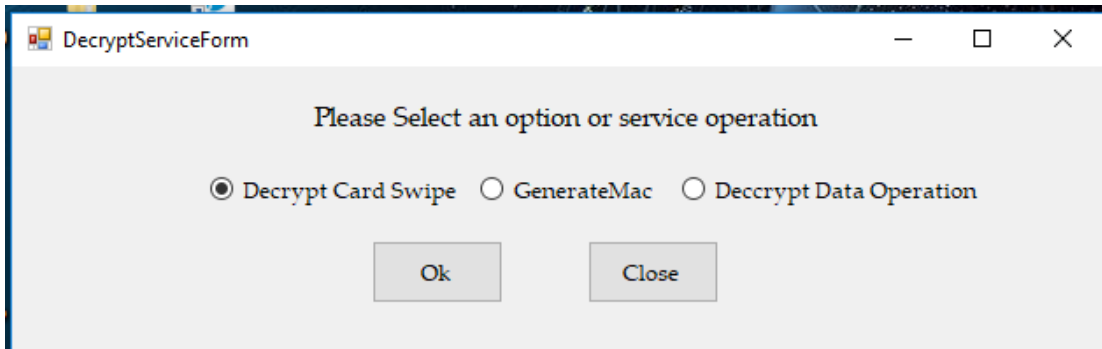 DecryptServiceForm
Please Select an option or service operation
Decrypt Card Swipe GenerateMac Deccrypt Data Operation
Ok Close